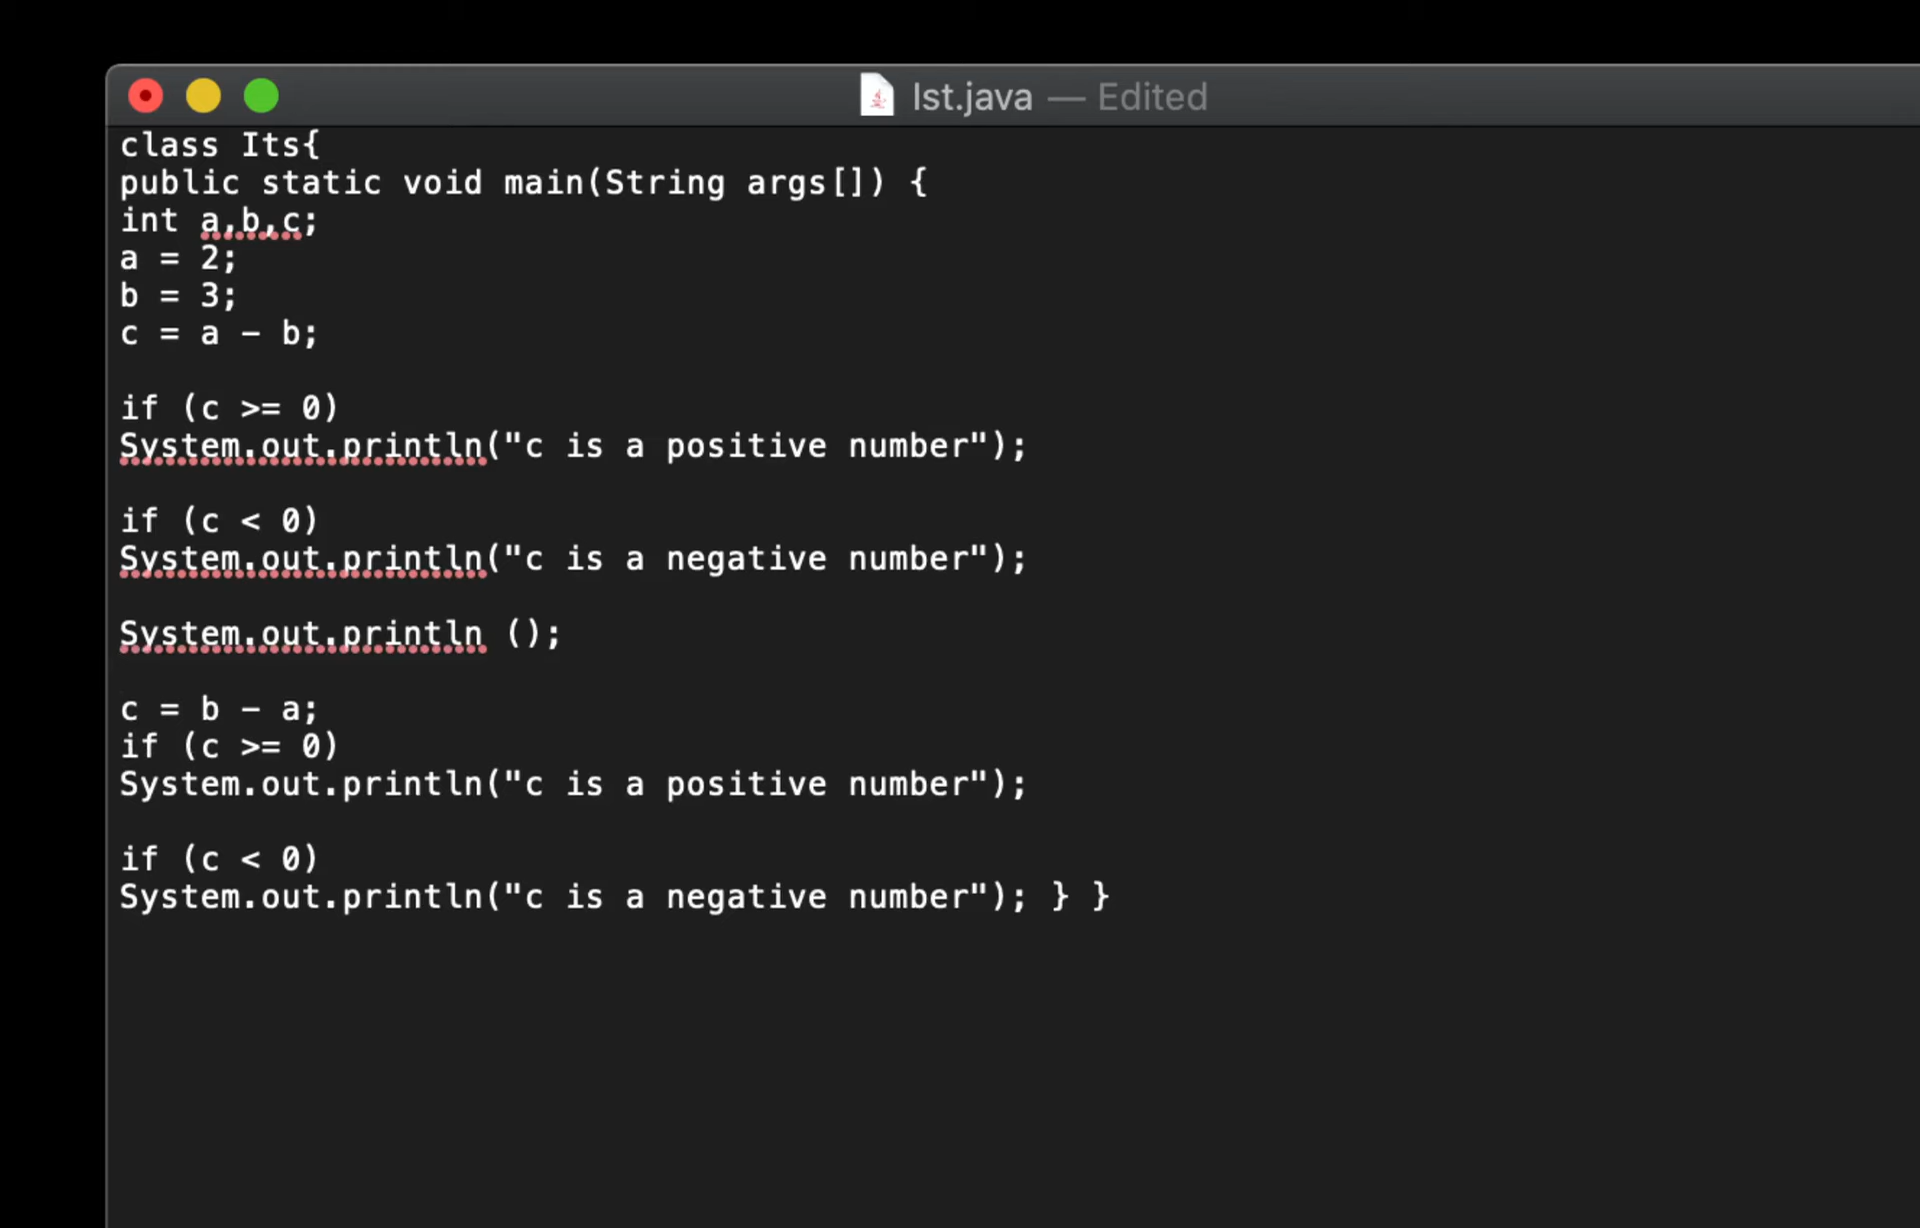 Ist.java — Edited
class Its{
public static void main(String args[]) {
int a,b,c;
a = 2;
b = 3;
c = a - b;
if (c >= 0)
System.out.println("c is a positive number");
if (c < 0)
System.out.println("c is a negative number");
System.out.println ();
c = b - a;
if (c >= 0)
System.out.println("c is a positive number");
if (c < 0)
System.out.println("c is a negative number"); } }